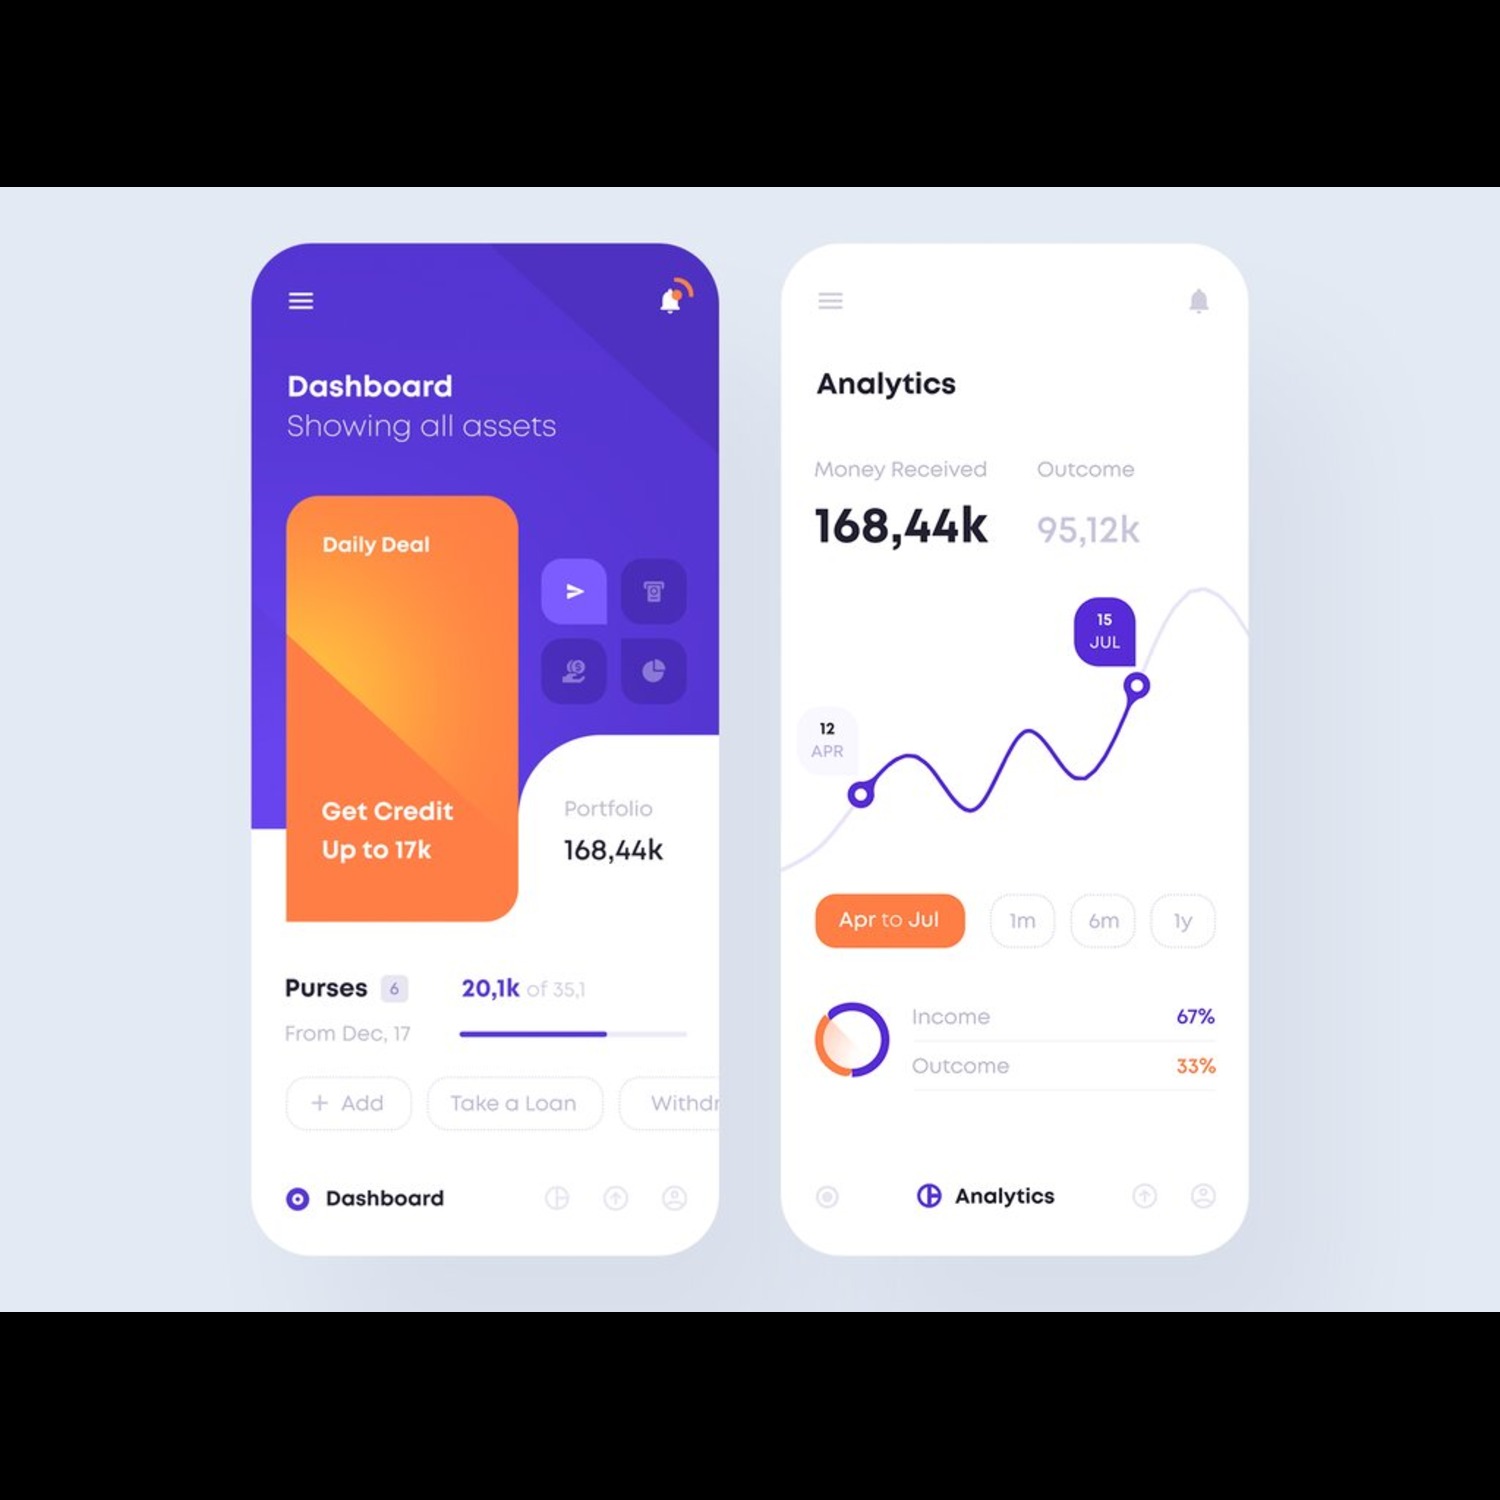 Dashboard
Showing all assets
Daily Deal
Get Credit
Up to 17k
Portfolio
168,44k
Purses 6
20,1k of 35,1
From Dec, 17
+ Add
Take a Loan
Withdr
Dashboard
Analytics
Money Received
Outcome
168,44k
95,12k
15
JUL
12
APR
Apr to Jul
1m
6m
1y
Income
67%
Outcome
33%
Analytics